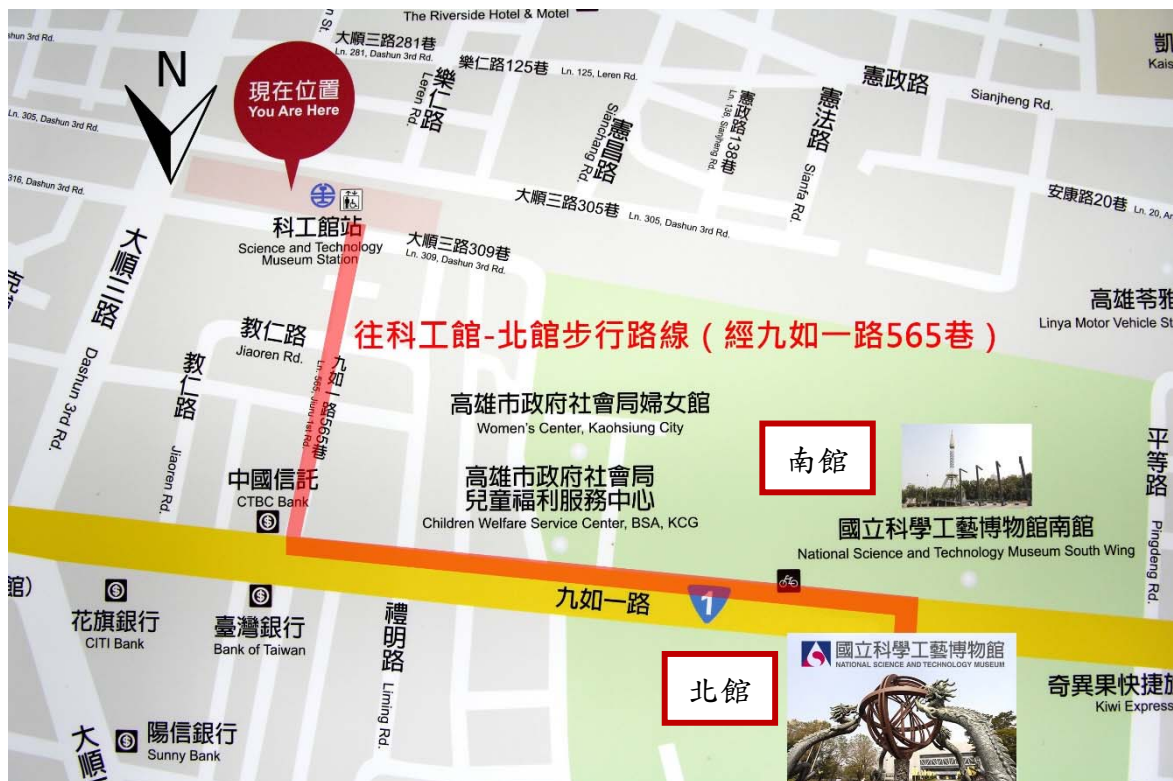 The Riverside Hotel & Motel
大順三路281巷
Ln. 281, Dashun 3rd Rd.
樂仁路125巷 Ln. 125, Leren Rd.
樂仁路
Leren Rd.
N
現在位置
You Are Here
憲政路
Sianjheng Rd.
憲政路138巷
Ln. 138, Sianjheng Rd.
憲法路
Sianfa Rd.
憲昌路
Sianchang Rd.
Ln. 305, Dashun 3rd Rd.
大順三路305巷 Ln. 305, Dashun 3rd Rd.
安康路20巷
科工館站
Science and Technology
Museum Station
大順三路309巷
Ln. 309, Dashun 3rd Rd.
大順三路
Dashun 3rd Rd.
高雄苓雅
Linya Motor Vehicle
教仁路
Jiaoren Rd.
往科工館-北館步行路線(經九如一路565巷)
九如一路565巷
Ln. 565, Jiuru 1st Rd.
教仁路
Jiaoren Rd.
高雄市政府社會局婦女館
Women's Center, Kaohsiung City
南館
平等路
Pingdeng Rd.
中國信託
CTBC Bank
高雄市政府社會局
兒童福利服務中心
Children Welfare Service Center, BSA, KCG
國立科學工藝博物館南館
National Science and Technology Museum South Wing
館)
花旗銀行
CITI Bank
臺灣銀行
Bank of Taiwan
九如一路
1
禮明路
Liming Rd.
國立科學工藝博物館
NATIONAL SCIENCE AND TECHNOLOGY MUSEUM
北館
奇異果快捷
Kiwi Express
陽信銀行
Sunny Bank
大順